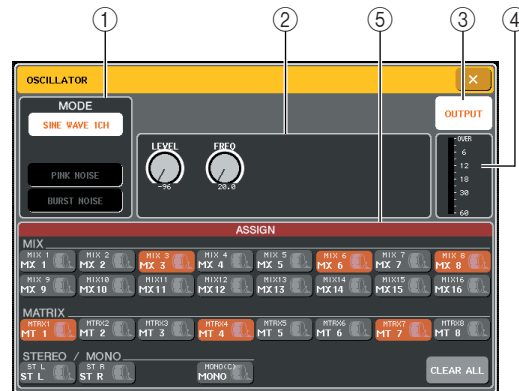 ① ② ⑤ ③ ④
OSCILLATOR ×
MODE
SINE WAVE 1CH
PINK NOISE
BURST NOISE
LEVEL FREQ
-96 20.0
OUTPUT
OVER
6
12
18
30
60
ASSIGN
MIX
MIX 1 MIX 2 MIX 3 MIX 4 MIX 5 MIX 6 MIX 7 MIX 8
MX 1 MX 2 MX 3 MX 4 MX 5 MX 6 MX 7 MX 8
MIX 9 MIX10 MIX11 MIX12 MIX13 MIX14 MIX15 MIX16
MX 9 MX10 MX11 MX12 MX13 MX14 MX15 MX16
MATRIX
MTRX1 MTRX2 MTRX3 MTRX4 MTRX5 MTRX6 MTRX7 MTRX8
MT 1 MT 2 MT 3 MT 4 MT 5 MT 6 MT 7 MT 8
STEREO / MONO
ST L ST R MONO(C)
ST L ST R MONO
CLEAR ALL